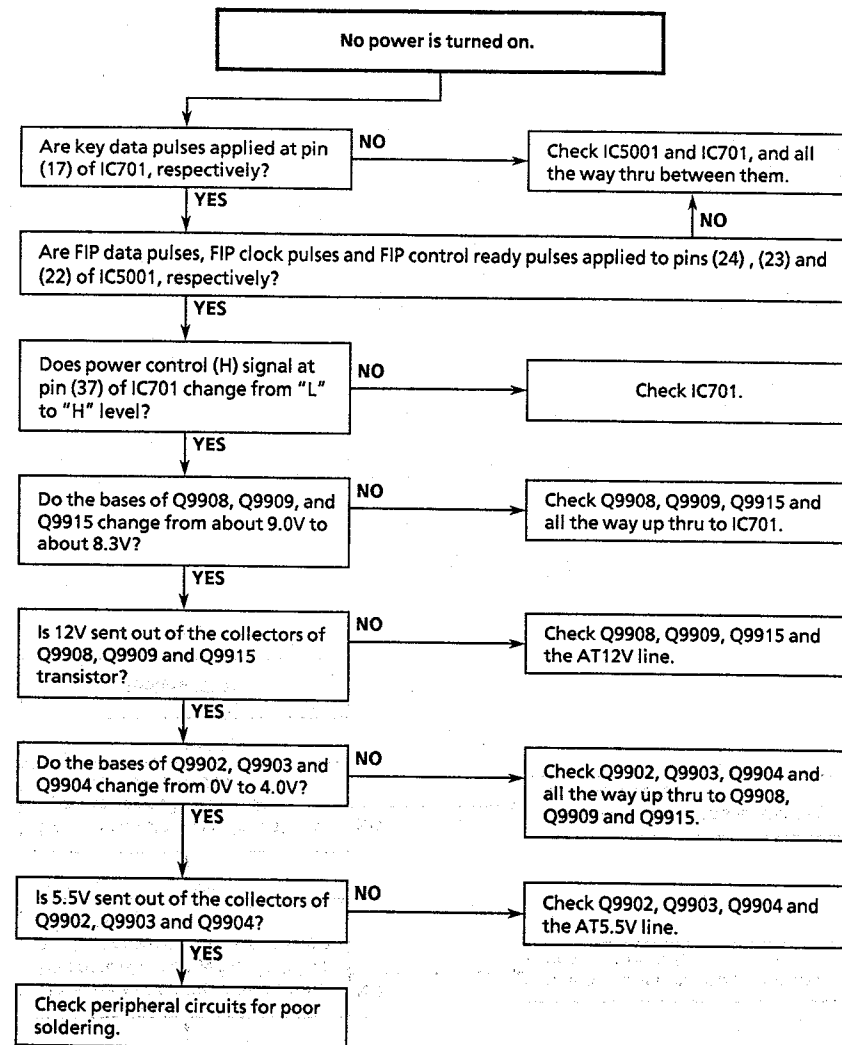 No power is turned on.
Are key data pulses applied at pin
(17) of IC701, respectively?
NO
Check IC5001 and IC701, and all
the way thru between them.
YES
NO
Are FIP data pulses, FIP clock pulses and FIP control ready pulses applied to pins (24) , (23) and
(22) of IC5001, respectively?
YES
Does power control (H) signal at
pin (37) of IC701 change from "L"
to "H" level?
NO
Check IC701.
YES
Do the bases of Q9908, Q9909, and
Q9915 change from about 9.0V to
about 8.3V?
NO
Check Q9908, Q9909, Q9915 and
all the way up thru to IC701.
YES
Is 12V sent out of the collectors of
Q9908, Q9909 and Q9915
transistor?
NO
Check Q9908, Q9909, Q9915 and
the AT12V line.
YES
Do the bases of Q9902, Q9903 and
Q9904 change from 0V to 4.0V?
NO
Check Q9902, Q9903, Q9904 and
all the way up thru to Q9908,
Q9909 and Q9915.
YES
Is 5.5V sent out of the collectors of
Q9902, Q9903 and Q9904?
NO
Check Q9902, Q9903, Q9904 and
the AT5.5V line.
YES
Check peripheral circuits for poor
soldering.